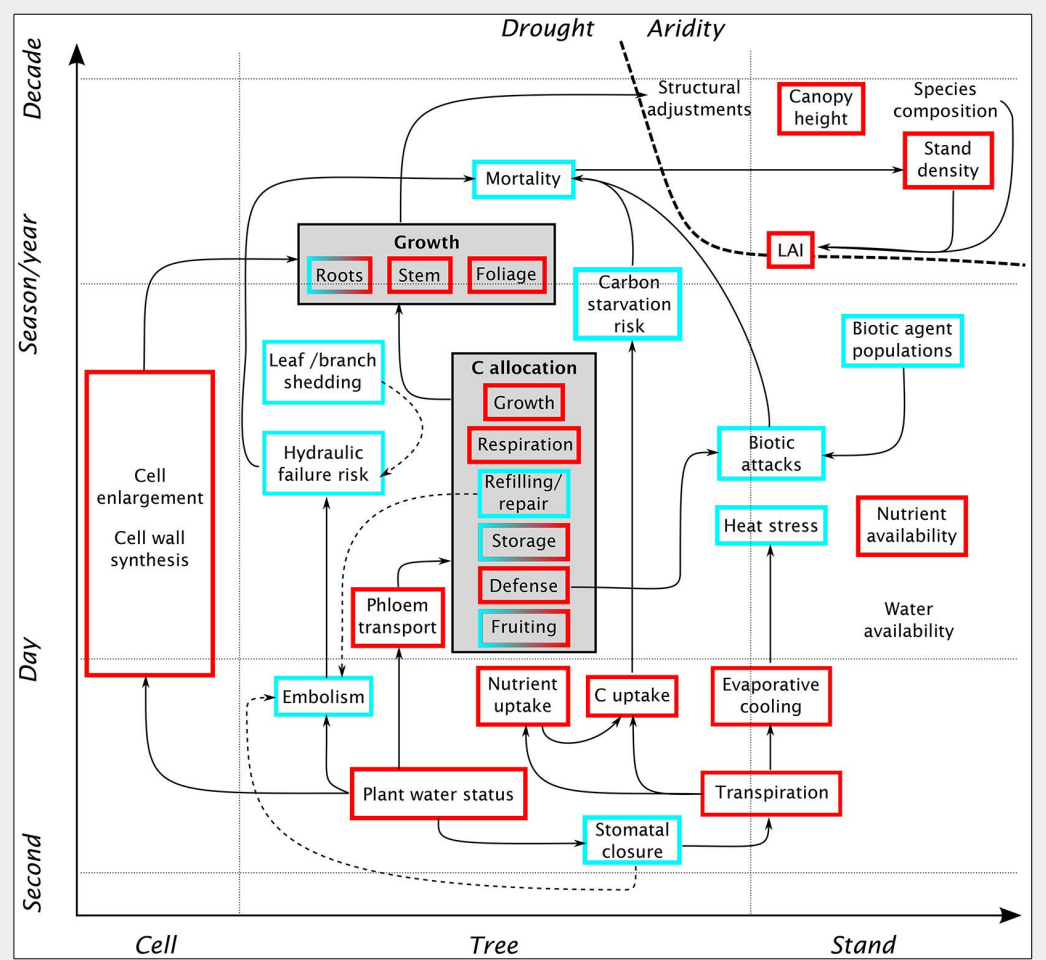 Drought
Aridity
Decade
Season/year
Day
Second
Structural
adjustments
Canopy
height
Species
composition
Stand
density
Mortality
LAI
Growth
Roots
Stem
Foliage
Carbon
starvation
risk
Biotic agent
populations
Leaf /branch
shedding
C allocation
Growth
Respiration
Refilling/
repair
Storage
Defense
Fruiting
Hydraulic
failure risk
Biotic
attacks
Cell
enlargement
Cell wall
synthesis
Heat stress
Nutrient
availability
Phloem
transport
Water
availability
Embolism
Nutrient
uptake
C uptake
Evaporative
cooling
Plant water status
Transpiration
Stomatal
closure
Cell
Tree
Stand